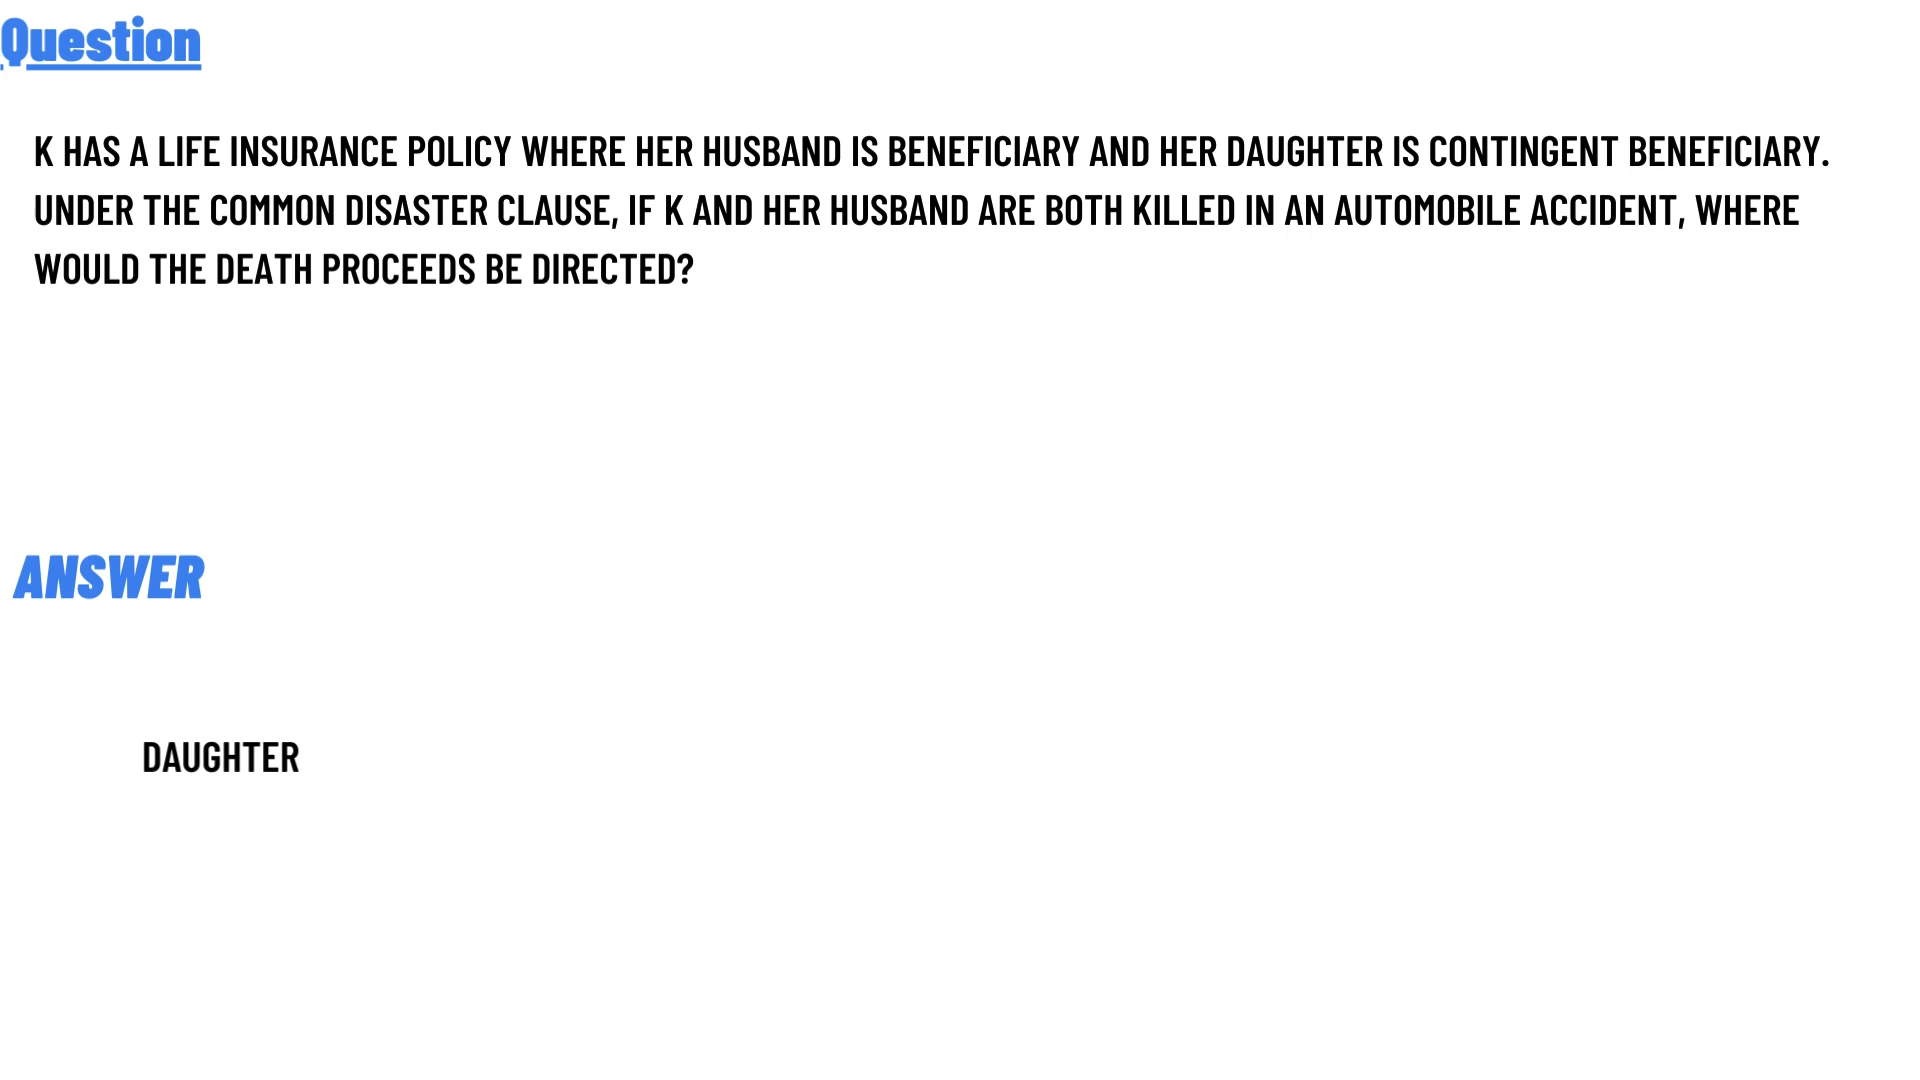 Question
K HAS A LIFE INSURANCE POLICY WHERE HER HUSBAND IS BENEFICIARY AND HER DAUGHTER IS CONTINGENT BENEFICIARY.
UNDER THE COMMON DISASTER CLAUSE, IF K AND HER HUSBAND ARE BOTH KILLED IN AN AUTOMOBILE ACCIDENT, WHERE
WOULD THE DEATH PROCEEDS BE DIRECTED?
ANSWER
DAUGHTER